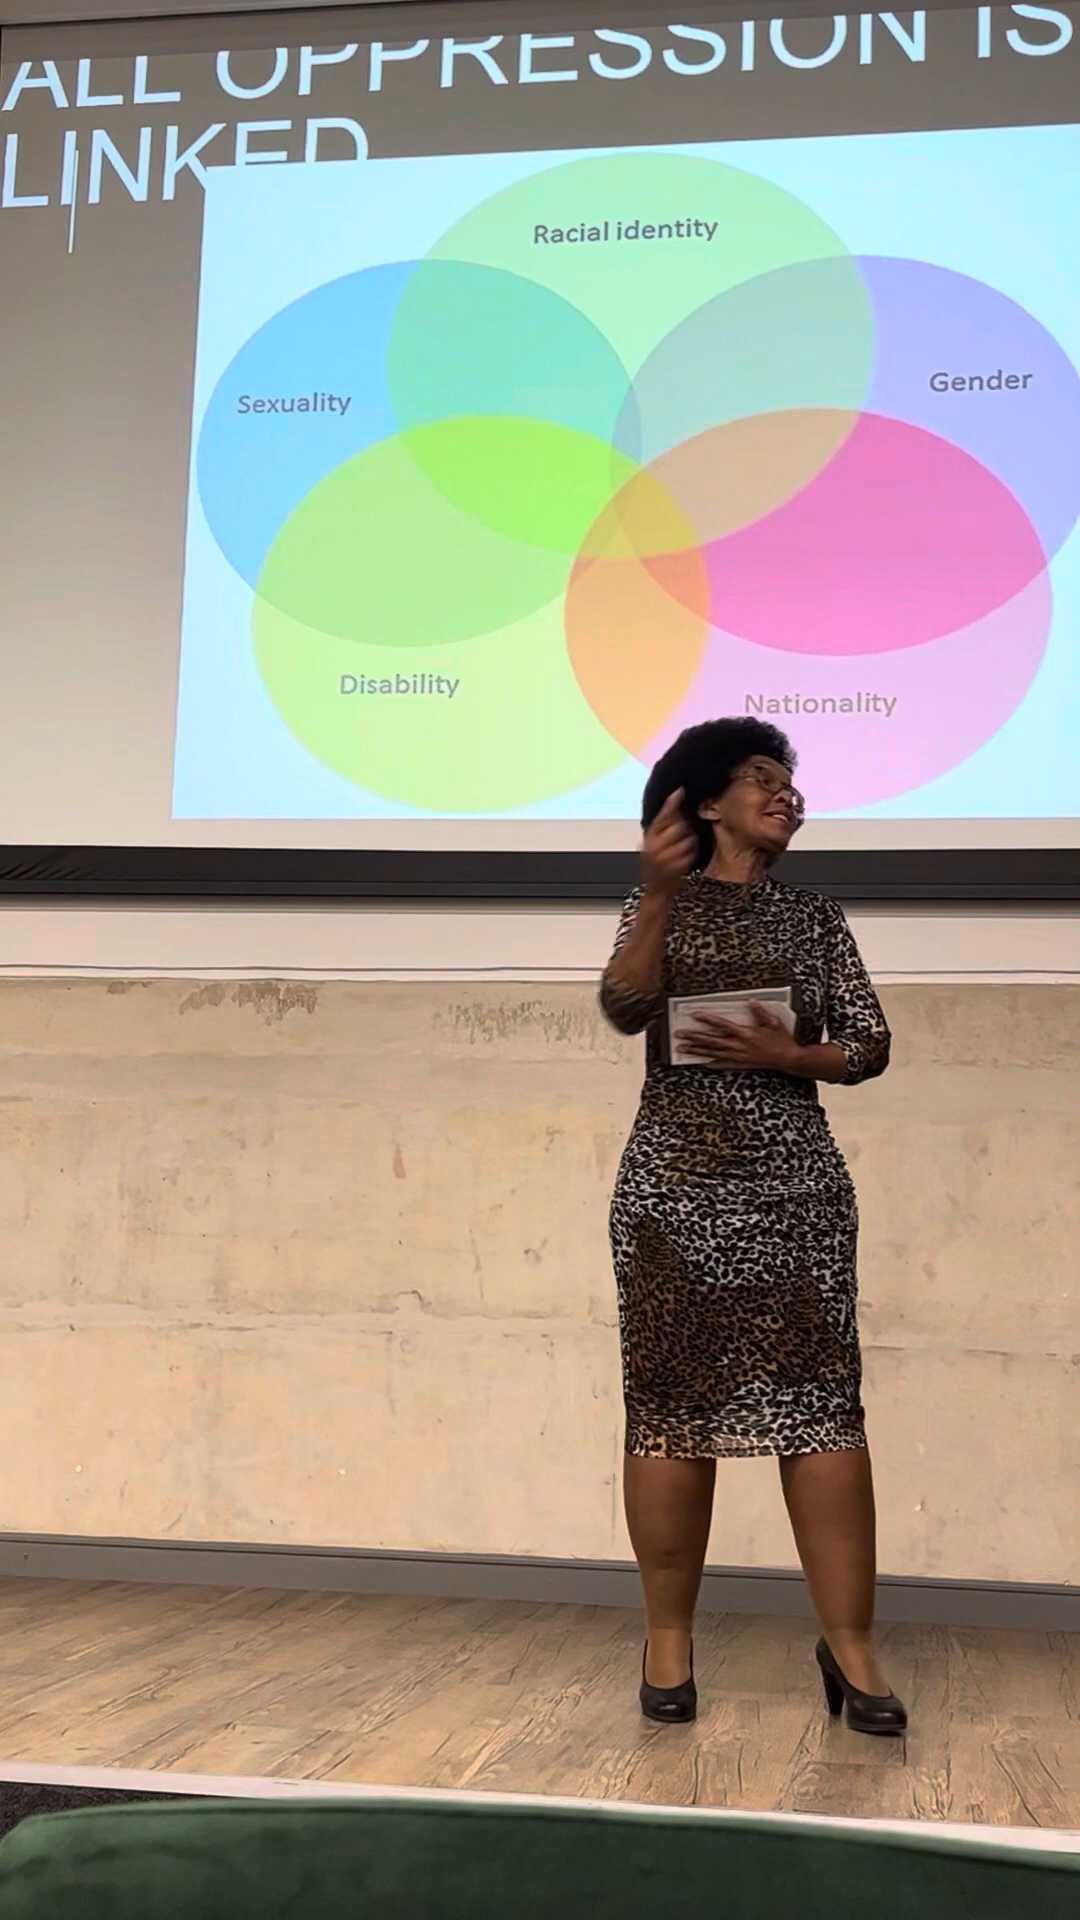 ALL OPPRESSION IS
LINKED
Racial identity
Sexuality
Gender
Disability
Nationality